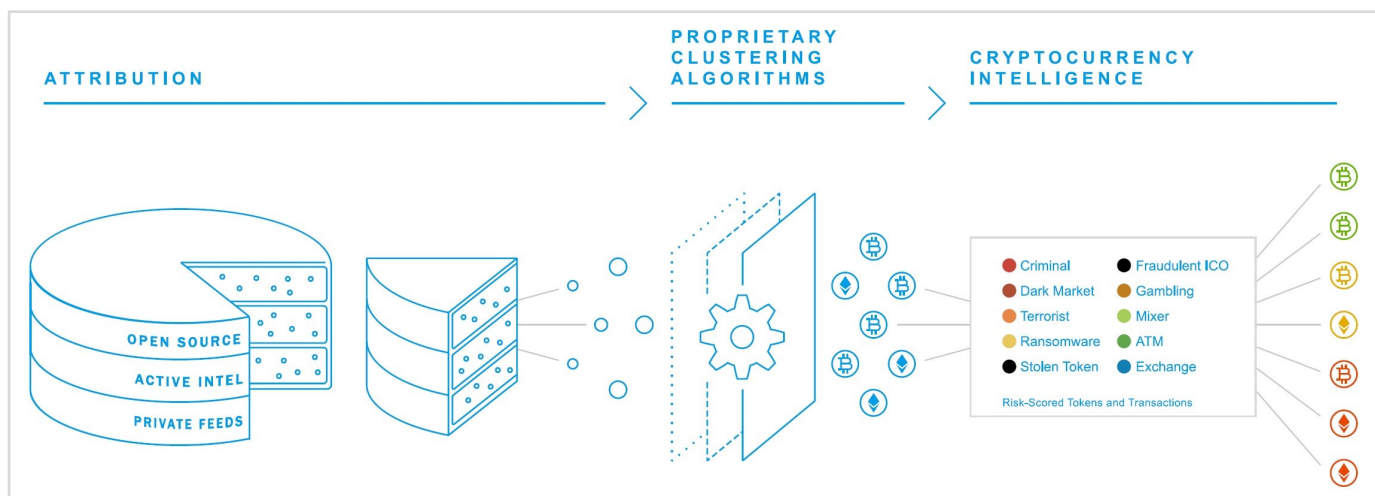 ATTRIBUTION
PROPRIETARY
CLUSTERING
ALGORITHMS
CRYPTOCURRENCY
INTELLIGENCE
OPEN SOURCE
ACTIVE INTEL
PRIVATE FEEDS
Criminal
Dark Market
Terrorist
Ransomware
Stolen Token
Fraudulent ICO
Gambling
Mixer
ATM
Exchange
Risk-Scored Tokens and Transactions